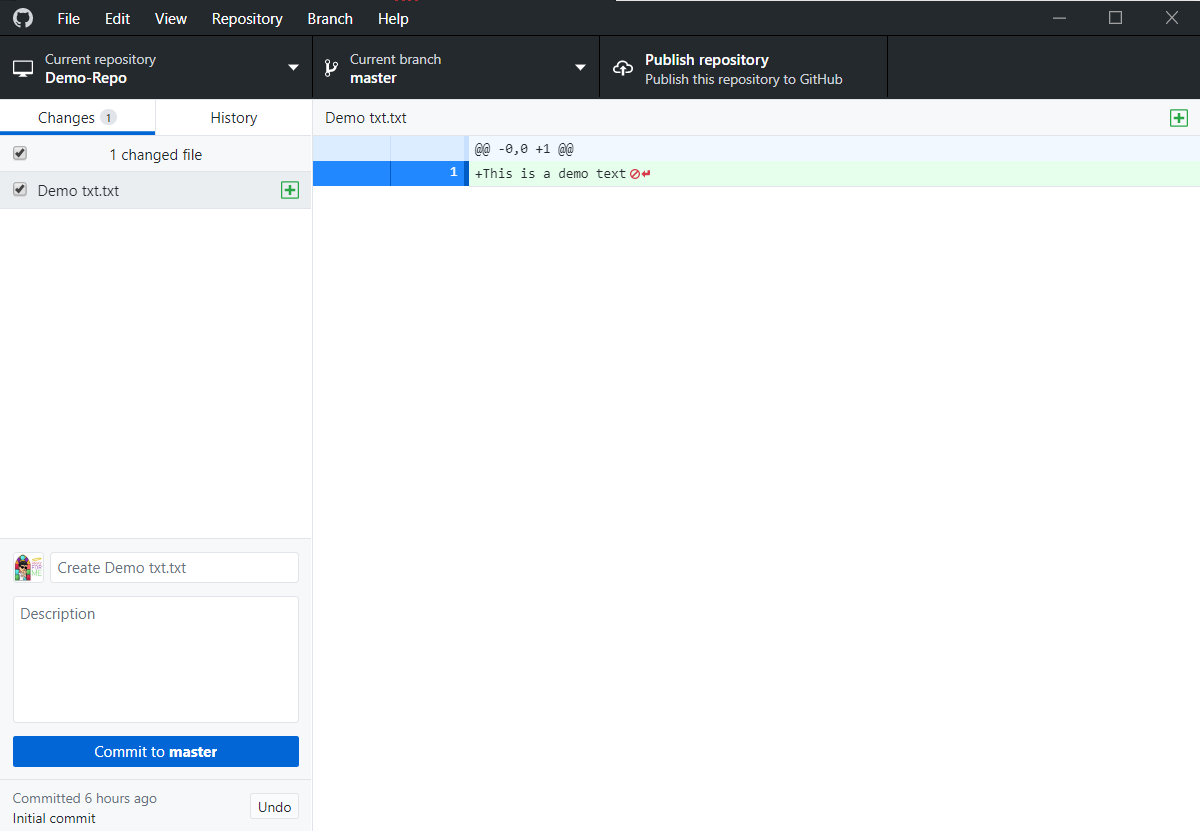 File Edit View Repository Branch Help
Current repository
Demo-Repo
Current branch
master
Publish repository
Publish this repository to GitHub
Changes 1
History
Demo txt.txt
1 changed file
Demo txt.txt
@@ -0,0 +1 @@
1 +This is a demo text
Create Demo txt.txt
Description
Commit to master
Committed 6 hours ago
Initial commit
Undo